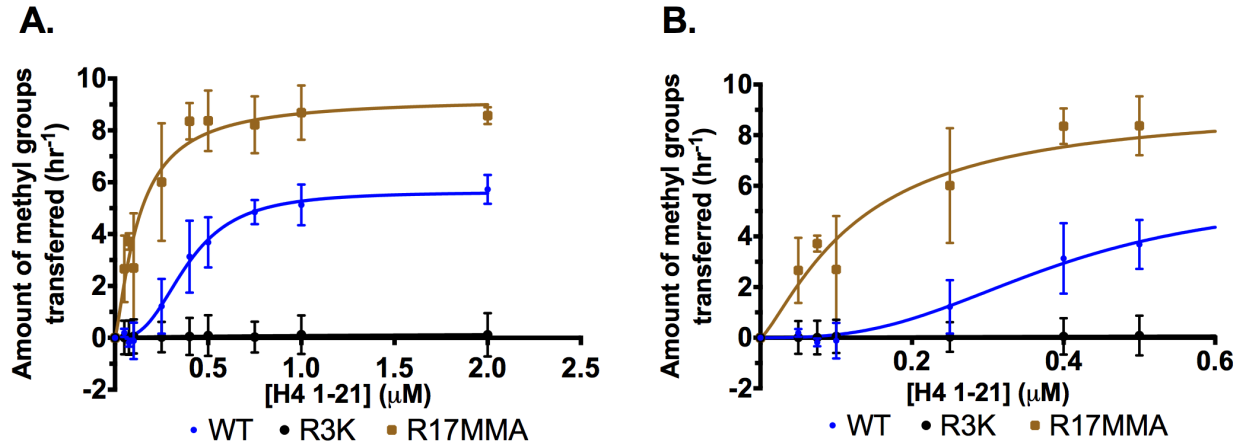 A.
Amount of methyl groups
transferred (hr-1)
10
8
6
4
2
0
-2
0.5
1.0
1.5
2.0
2.5
[H4 1-21] (μM)
WT
R3K
R17MMA
B.
Amount of methyl groups
transferred (hr-1)
10
8
6
4
2
0
-2
0.2
0.4
0.6
[H4 1-21] (μM)
WT
R3K
R17MMA